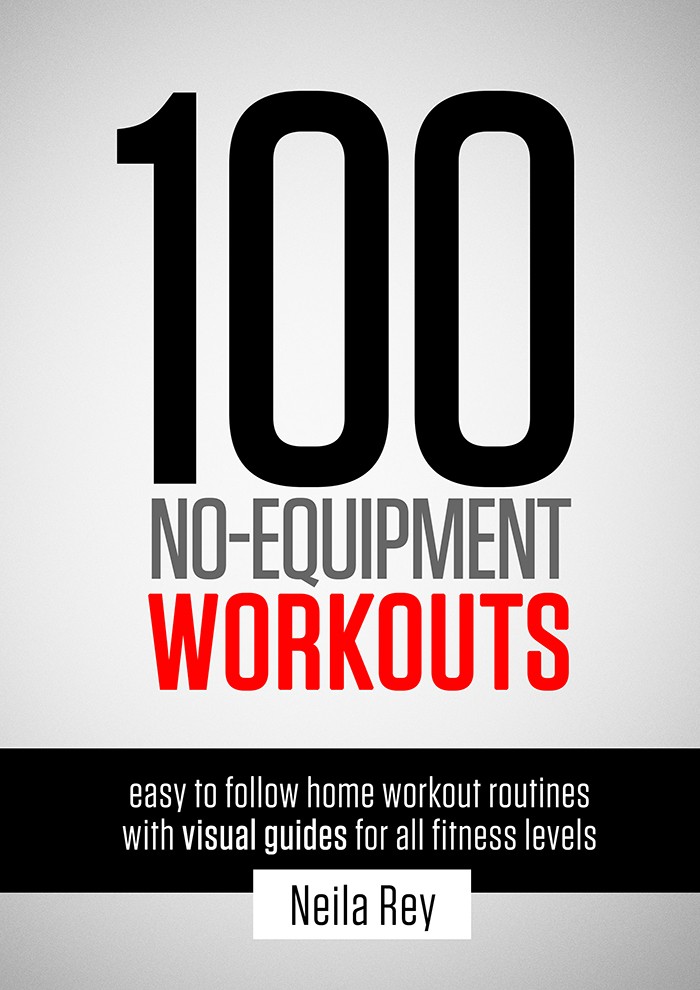 100
NO-EQUIPMENT
WORKOUTS
easy to follow home workout routines
with visual guides for all fitness levels
Neila Rey